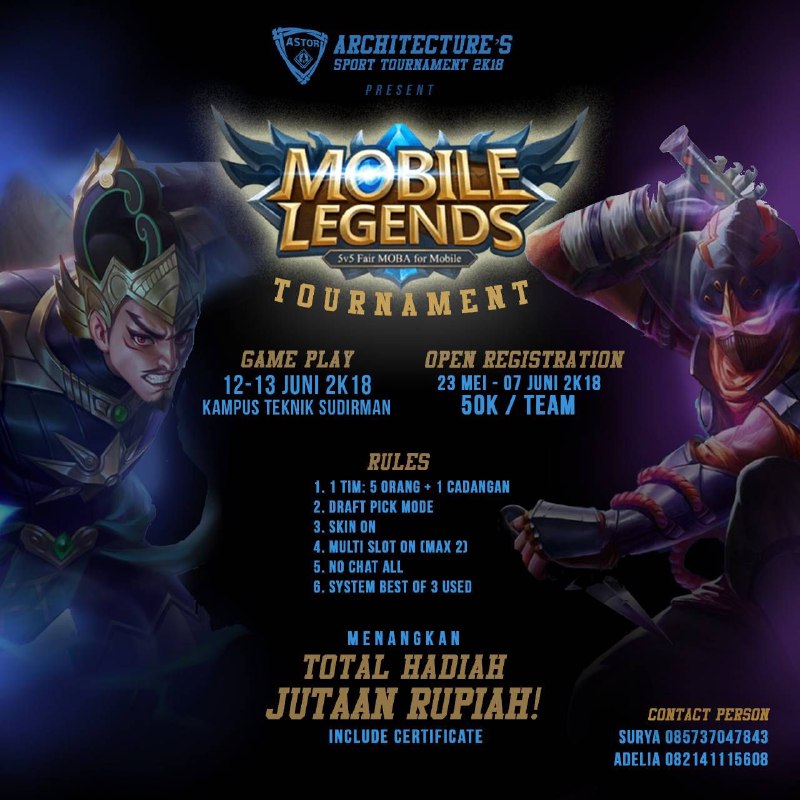 ASTOR
ARCHITECTURE'S
SPORT TOURNAMENT 2K18
PRESENT
MOBILE
LEGENDS
5v5 Fair MOBA for Mobile
TOURNAMENT
GAME PLAY
12-13 JUNI 2K18
KAMPUS TEKNIK SUDIRMAN
OPEN REGISTRATION
23 MEI - 07 JUNI 2K18
50K / TEAM
RULES
1. 1 TIM: 5 ORANG + 1 CADANGAN
2. DRAFT PICK MODE
3. SKIN ON
4. MULTI SLOT ON (MAX 2)
5. NO CHAT ALL
6. SYSTEM BEST OF 3 USED
MENANGKAN
TOTAL HADIAH
JUTAAN RUPIAH!
INCLUDE CERTIFICATE
CONTACT PERSON
SURYA 085737047843
ADELIA 082141115608